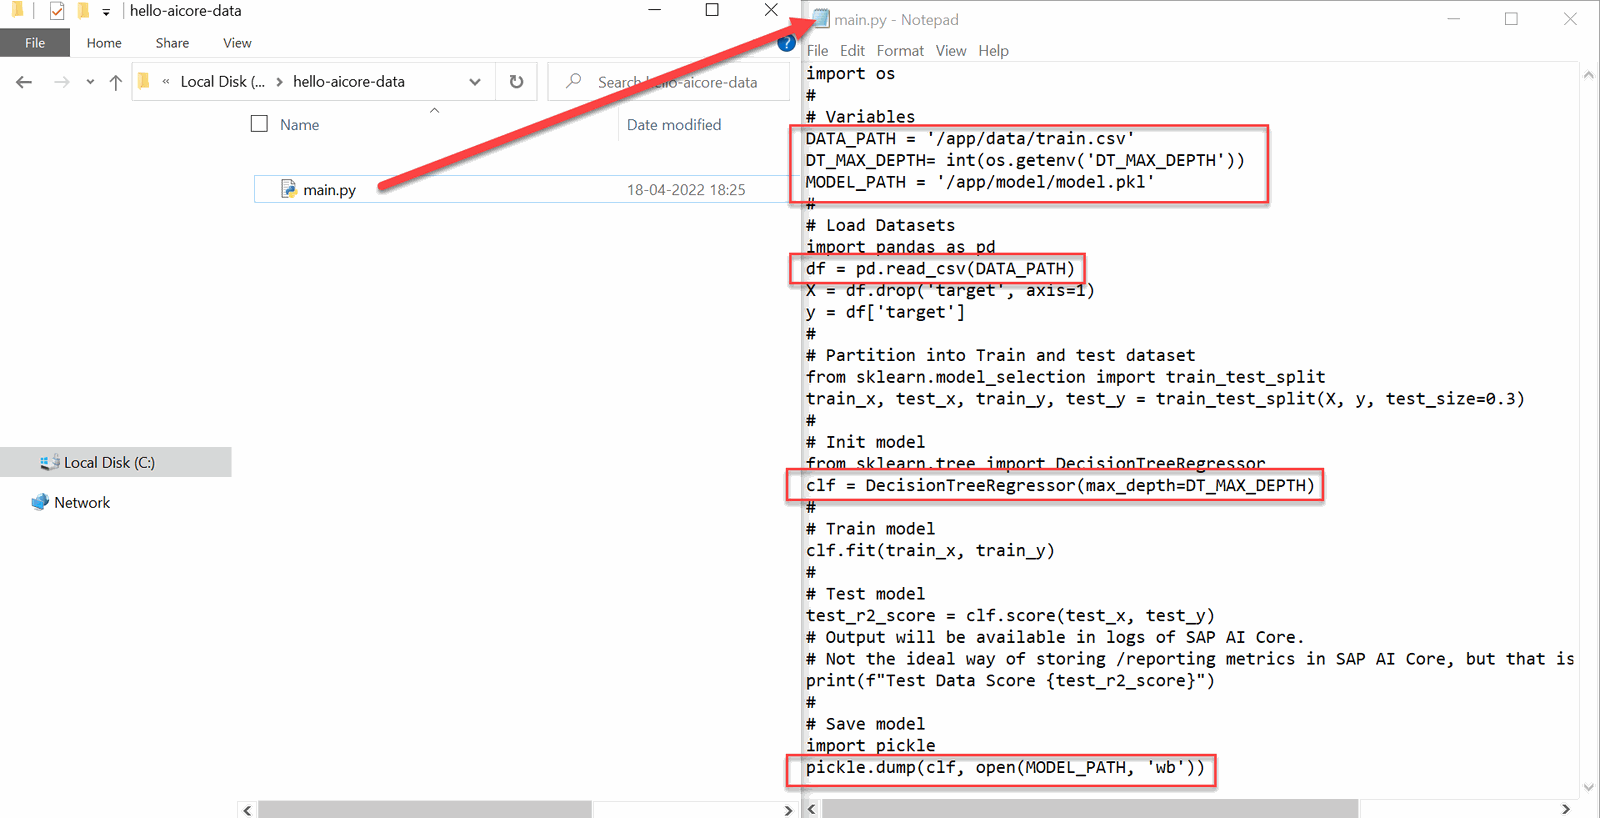 hello-aicore-data
File Home Share View
« Local Disk (... > hello-aicore-data
Search hello-aicore-data
Name
Date modified
main.py
18-04-2022 18:25
Local Disk (C:)
Network
main.py - Notepad
File Edit Format View Help
import os
#
# Variables
DATA_PATH = '/app/data/train.csv'
DT_MAX_DEPTH= int(os.getenv('DT_MAX_DEPTH'))
MODEL_PATH = '/app/model/model.pkl'
#
# Load Datasets
import pandas as pd
df = pd.read_csv(DATA_PATH)
X = df.drop('target', axis=1)
y = df['target']
#
# Partition into Train and test dataset
from sklearn.model_selection import train_test_split
train_x, test_x, train_y, test_y = train_test_split(X, y, test_size=0.3)
#
# Init model
from sklearn.tree import DecisionTreeRegressor
clf = DecisionTreeRegressor(max_depth=DT_MAX_DEPTH)
#
# Train model
clf.fit(train_x, train_y)
#
# Test model
test_r2_score = clf.score(test_x, test_y)
# Output will be available in logs of SAP AI Core.
# Not the ideal way of storing /reporting metrics in SAP AI Core, but that is
print(f"Test Data Score {test_r2_score}")
#
# Save model
import pickle
pickle.dump(clf, open(MODEL_PATH, 'wb'))